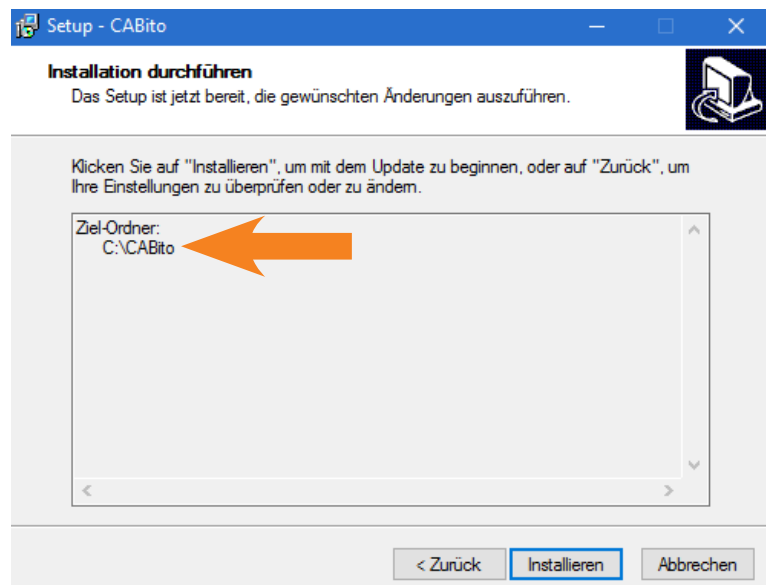 Setup - CABito
Installation durchführen
Das Setup ist jetzt bereit, die gewünschten Änderungen auszuführen.
Klicken Sie auf "Installieren", um mit dem Update zu beginnen, oder auf "Zurück", um
Ihre Einstellungen zu überprüfen oder zu ändern.
Ziel-Ordner:
C:\CABito
< Zurück Installieren Abbrechen